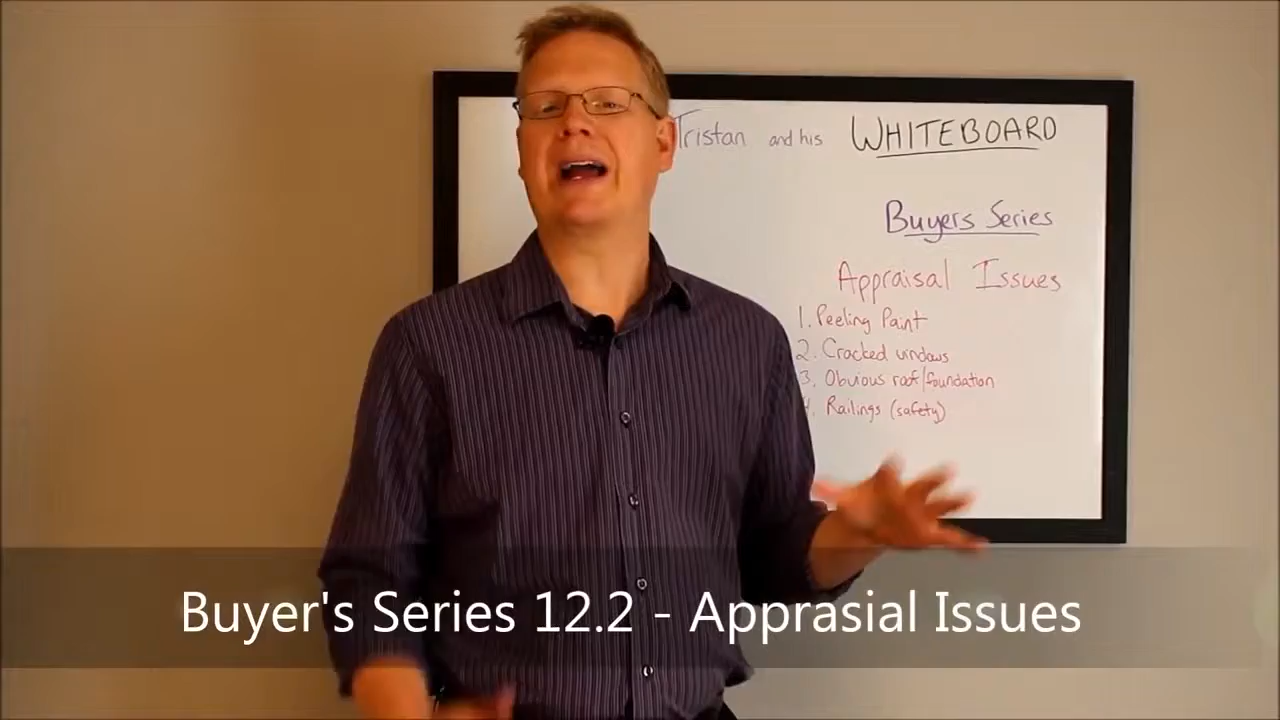 Tristan and his WHITEBOARD
Buyers Series
Appraisal Issues
1. Peeling Paint
2. Cracked windows
3. Obvious roof/foundation
4. Railings (safety)
Buyer's Series 12.2 - Apprasial Issues